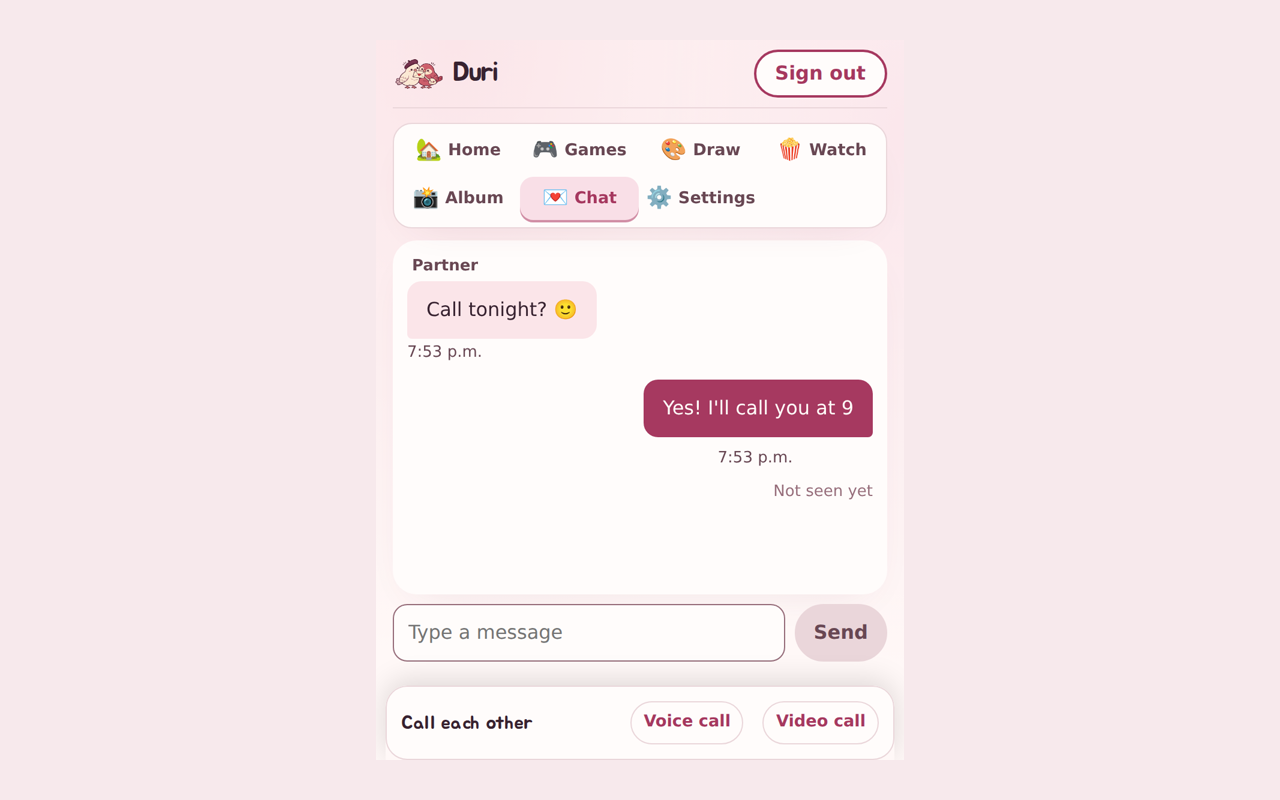 Duri
Sign out
🏡 Home 🎮 Games 🎨 Draw 🍿 Watch
📸 Album 💌 Chat ⚙️ Settings
Partner
Call tonight? 🙂
7:53 p.m.
Yes! I'll call you at 9
7:53 p.m.
Not seen yet
Type a message
Send
Call each other
Voice call
Video call